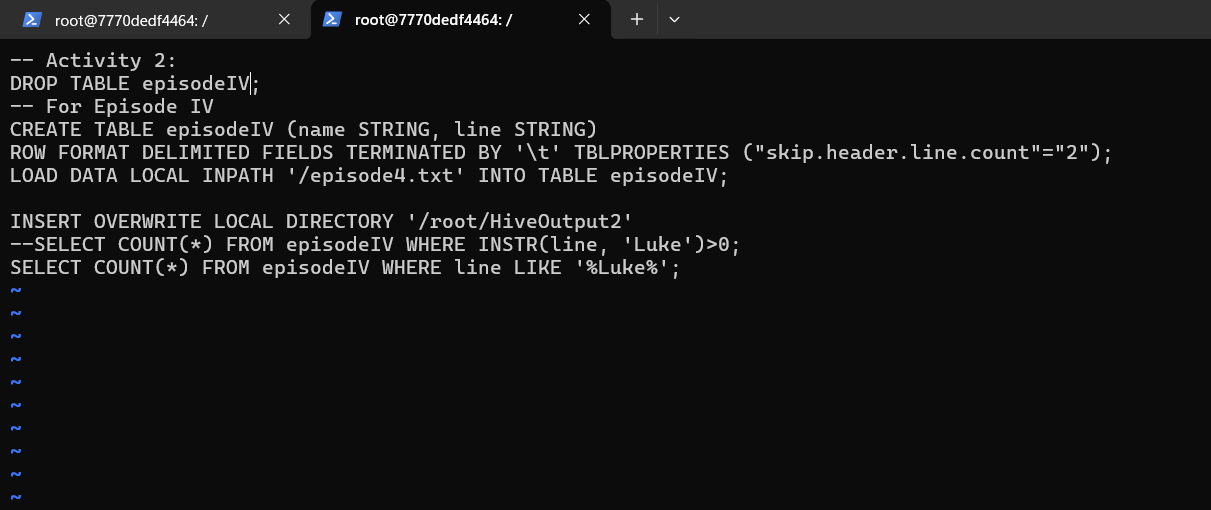 root@7770dedf4464: / root@7770dedf4464: /
-- Activity 2:
DROP TABLE episodeIV;
-- For Episode IV
CREATE TABLE episodeIV (name STRING, line STRING)
ROW FORMAT DELIMITED FIELDS TERMINATED BY '\t' TBLPROPERTIES ("skip.header.line.count"="2");
LOAD DATA LOCAL INPATH '/episode4.txt' INTO TABLE episodeIV;

INSERT OVERWRITE LOCAL DIRECTORY '/root/HiveOutput2'
--SELECT COUNT(*) FROM episodeIV WHERE INSTR(line, 'Luke')>0;
SELECT COUNT(*) FROM episodeIV WHERE line LIKE '%Luke%';
~
~
~
~
~
~
~
~
~
~